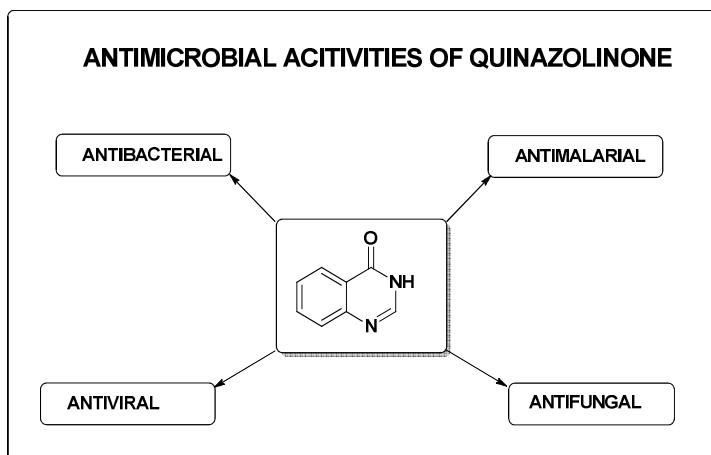 ANTIMICROBIAL ACITIVITIES OF QUINAZOLINONE
ANTIBACTERIAL
ANTIMALARIAL
O
NH
N
ANTIVIRAL
ANTIFUNGAL